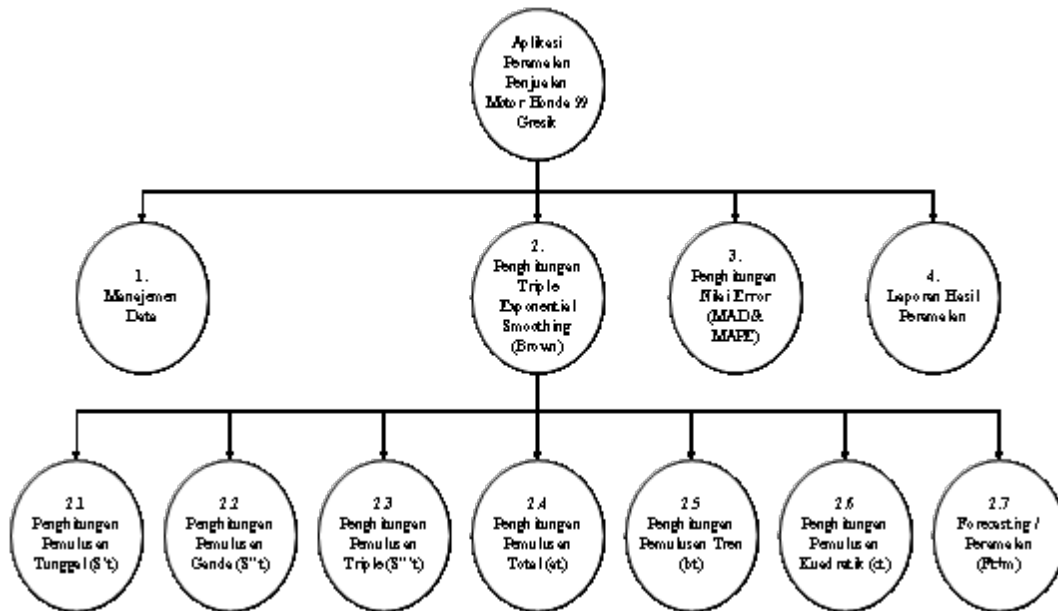 Aplikasi
Peramalan
Penjualan
Motor Honda 99
Gresik
1.
Manajemen
Data
2.
Penghitungan
Triple
Exponential
Smoothing
(Brown)
3.
Penghitungan
Nilai Error
(MAD &
MAPE)
4.
Laporan Hasil
Peramalan
2.1
Penghitungan
Pemulusan
Tunggal (S't)
2.2
Penghitungan
Pemulusan
Ganda (S''t)
2.3
Penghitungan
Pemulusan
Triple (S'''t)
2.4
Penghitungan
Pemulusan
Total (at)
2.5
Penghitungan
Pemulusan Tren
(bt)
2.6
Penghitungan
Pemulusan
Kuadratik (ct)
2.7
Forecasting /
Peramalan
(Ft+m)